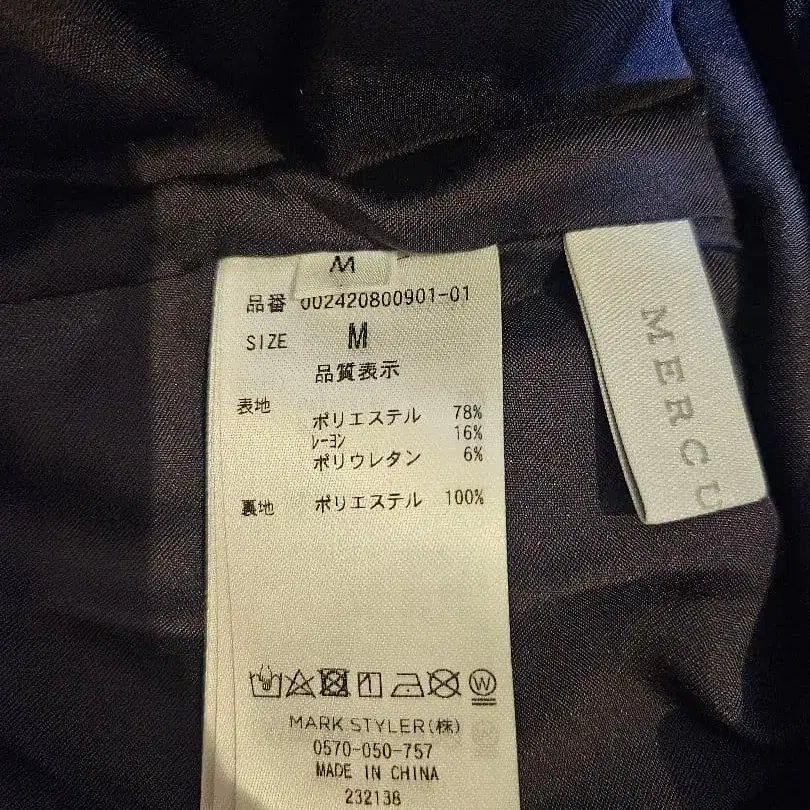 M
品番 002420800901-01
SIZE M
品質表示
表地 ポリエステル 78%
レーヨン 16%
ポリウレタン 6%
裏地 ポリエステル 100%
W
MARK STYLER(株)
0570-050-757
MADE IN CHINA
232138
MERCU